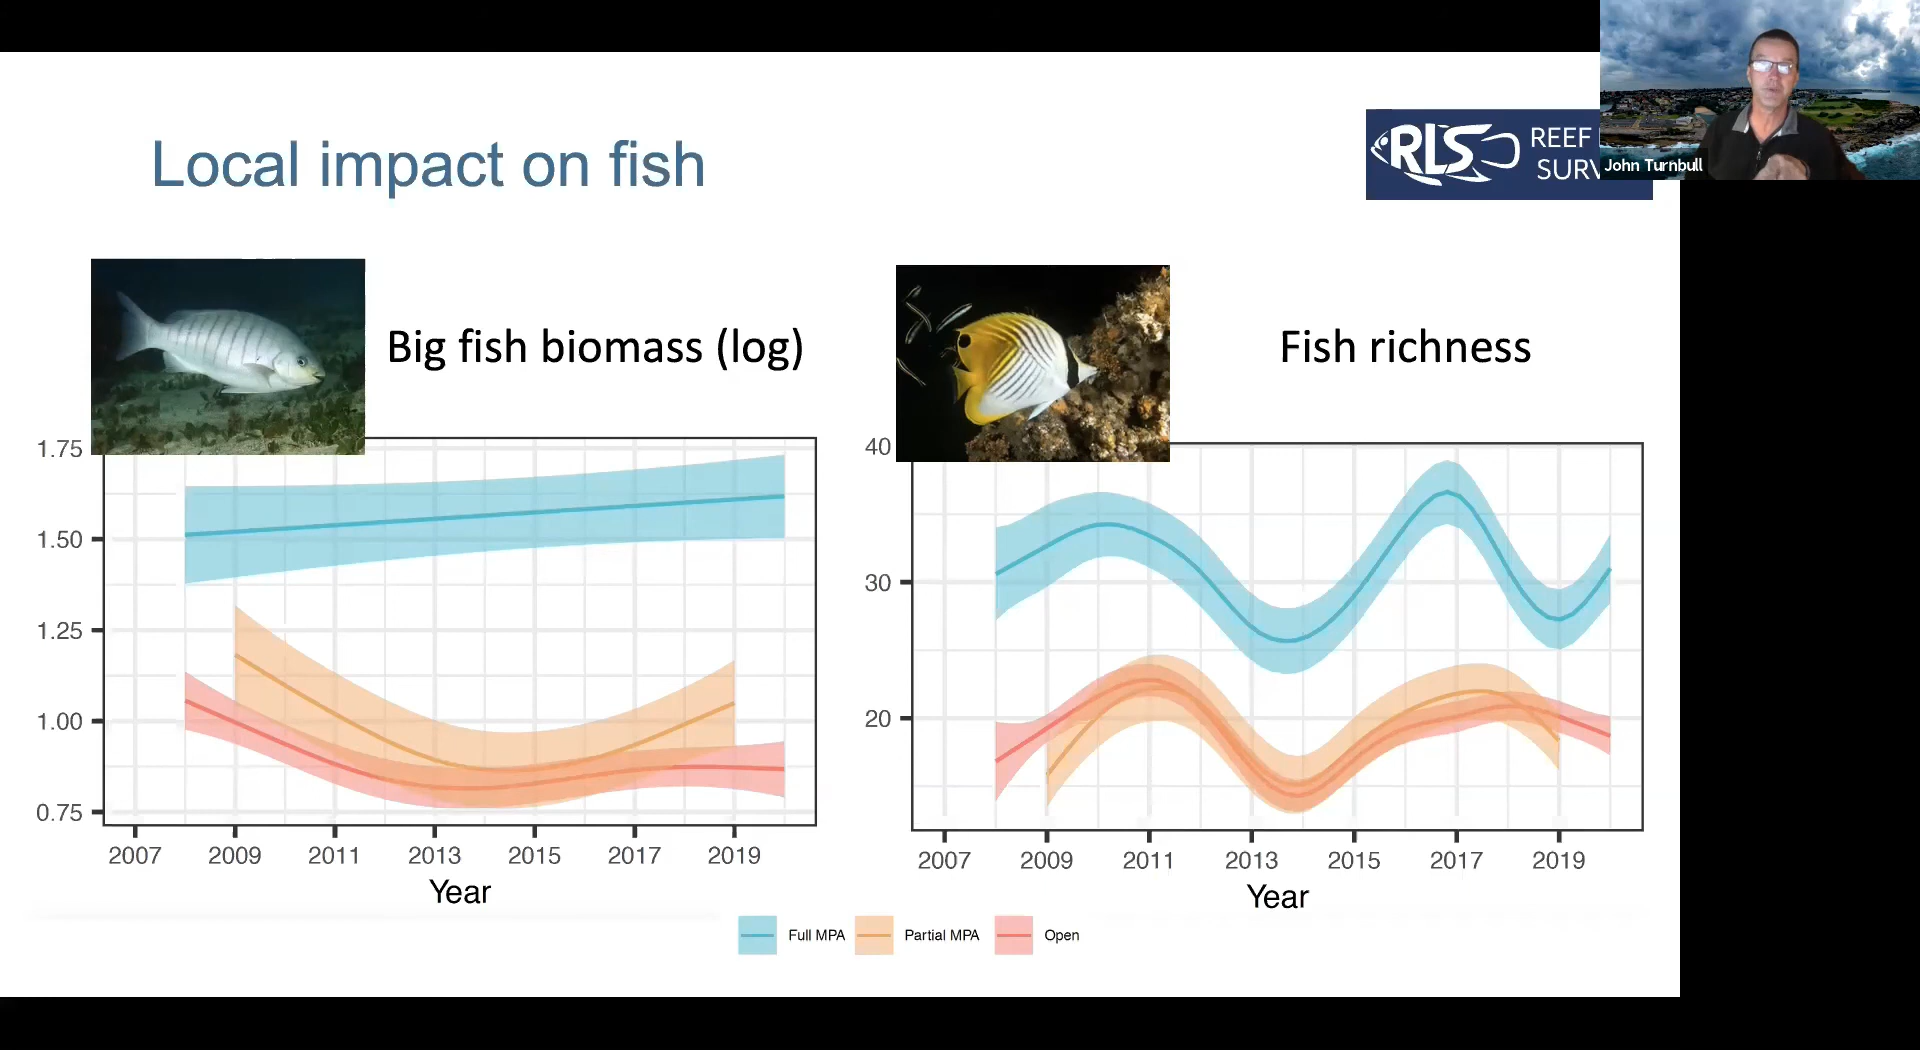 Local impact on fish
RLS
REEF
SURV
John Turnbull
Big fish biomass (log)
Fish richness
1.75
1.50
1.25
1.00
0.75
2007 2009 2011 2013 2015 2017 2019
Year
40
30
20
2007 2009 2011 2013 2015 2017 2019
Year
Full MPA Partial MPA Open